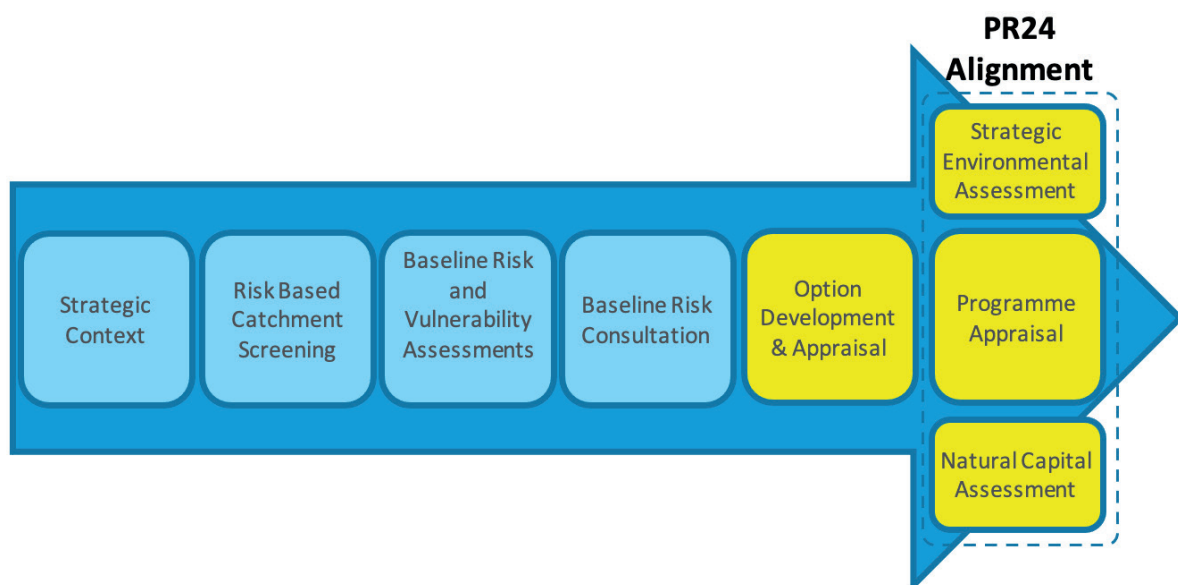 PR24
Alignment
Strategic
Context
Risk Based
Catchment
Screening
Baseline Risk
and
Vulnerability
Assessments
Baseline Risk
Consultation
Option
Development
& Appraisal
Strategic
Environmental
Assessment
Programme
Appraisal
Natural Capital
Assessment